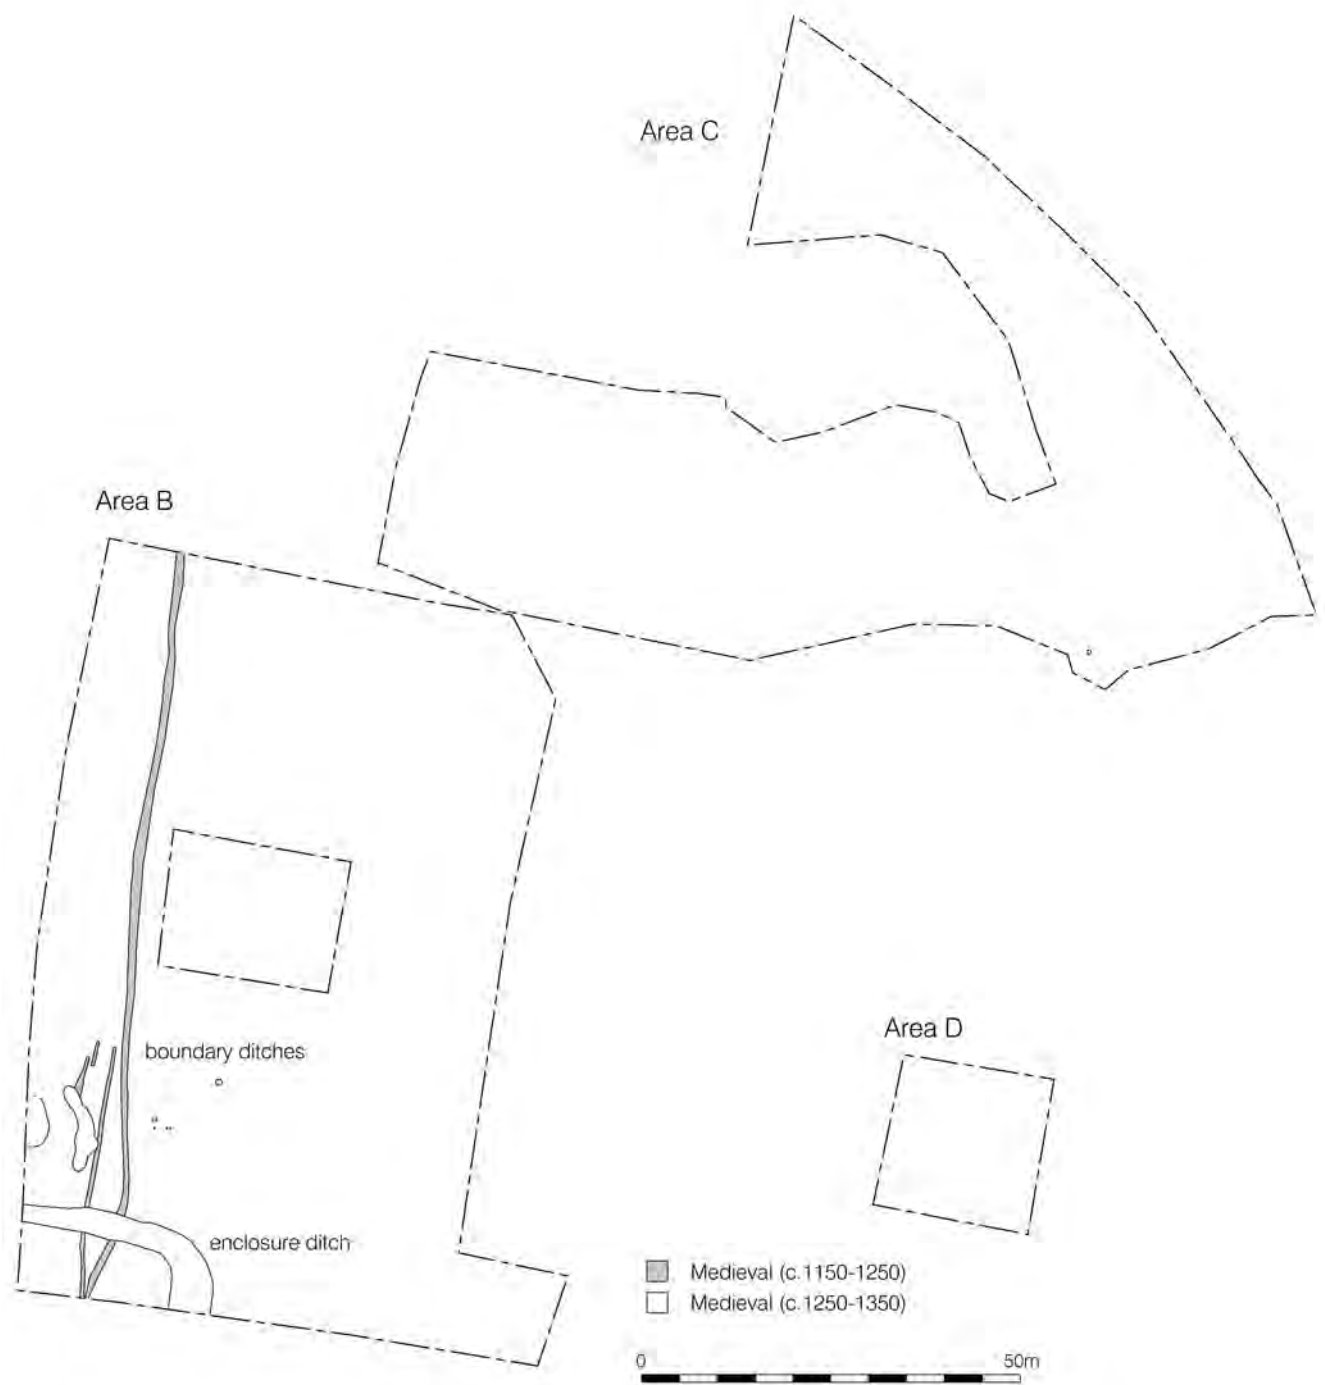 Area C
Area B
Area D
boundary ditches
enclosure ditch
Medieval (c.1150-1250)
Medieval (c.1250-1350)
0 50m